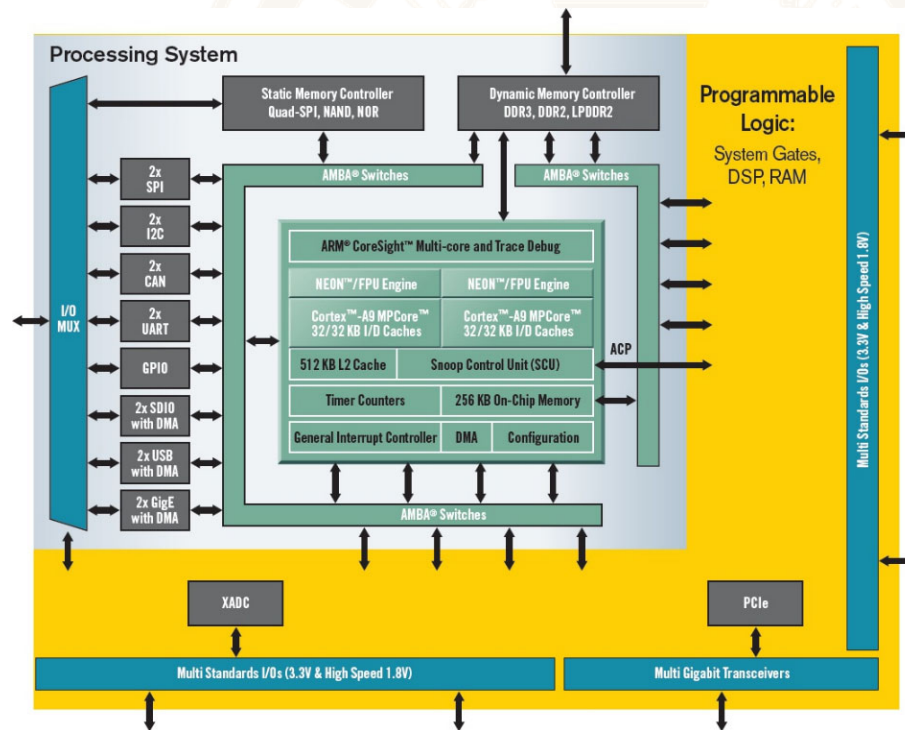 Processing System
Static Memory Controller
Quad-SPI, NAND, NOR
Dynamic Memory Controller
DDR3, DDR2, LPDDR2
Programmable
Logic:
System Gates,
DSP, RAM
AMBA® Switches
AMBA® Switches
2x
SPI
2x
I2C
2x
CAN
2x
UART
GPIO
2x SDIO
with DMA
2x USB
with DMA
2x GigE
with DMA
I/O
MUX
ARM® CoreSight™ Multi-core and Trace Debug
NEON™/FPU Engine
NEON™/FPU Engine
Cortex™-A9 MPCore™
32/32 KB I/D Caches
Cortex™-A9 MPCore™
32/32 KB I/D Caches
512 KB L2 Cache
Snoop Control Unit (SCU)
ACP
Timer Counters
256 KB On-Chip Memory
General Interrupt Controller
DMA
Configuration
AMBA® Switches
Multi Standards I/Os (3.3V & High Speed 1.8V)
XADC
PCIe
Multi Standards I/Os (3.3V & High Speed 1.8V)
Multi Gigabit Transceivers